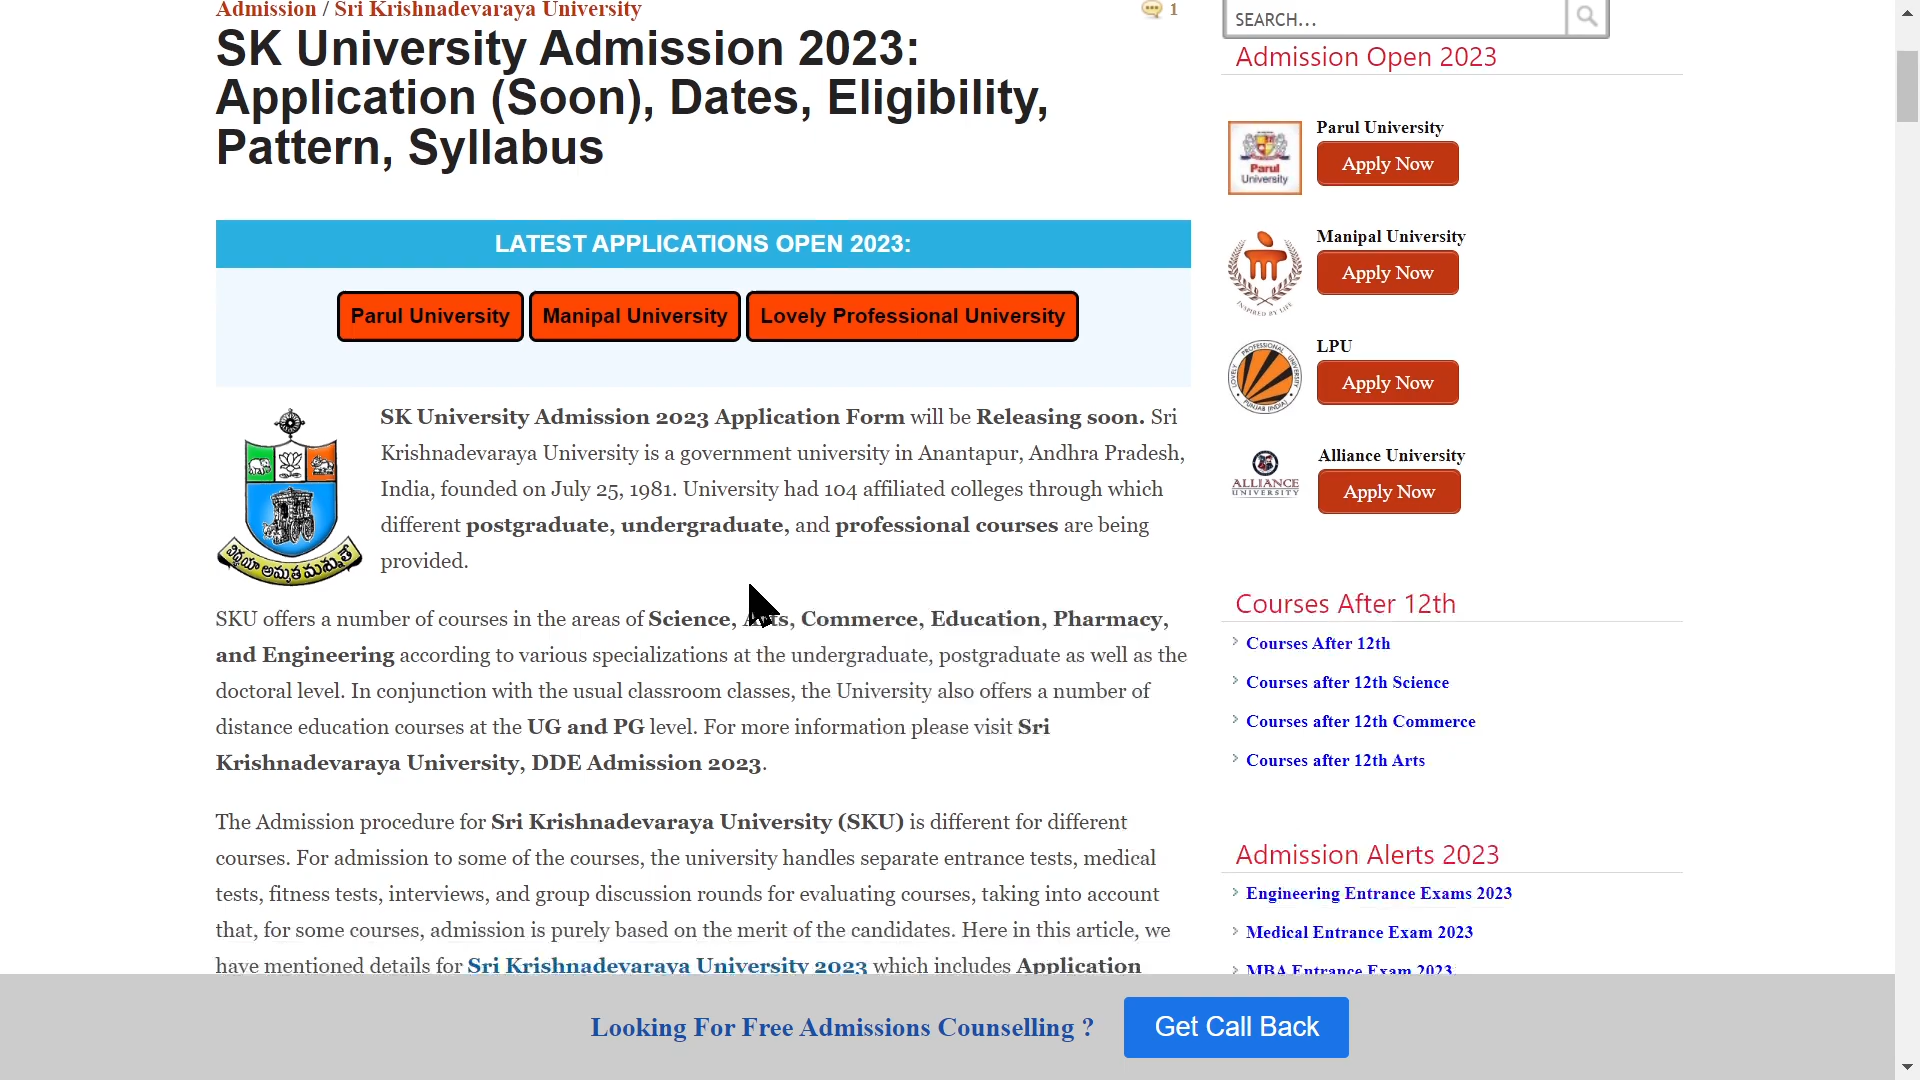 Admission / Sri Krishnadevaraya University
1
SK University Admission 2023:
Application (Soon), Dates, Eligibility,
Pattern, Syllabus
LATEST APPLICATIONS OPEN 2023:
Parul University
Manipal University
Lovely Professional University
SK University Admission 2023 Application Form will be Releasing soon. Sri
Krishnadevaraya University is a government university in Anantapur, Andhra Pradesh,
India, founded on July 25, 1981. University had 104 affiliated colleges through which
different postgraduate, undergraduate, and professional courses are being
provided.
SKU offers a number of courses in the areas of Science, Arts, Commerce, Education, Pharmacy,
and Engineering according to various specializations at the undergraduate, postgraduate as well as the
doctoral level. In conjunction with the usual classroom classes, the University also offers a number of
distance education courses at the UG and PG level. For more information please visit Sri
Krishnadevaraya University, DDE Admission 2023.
The Admission procedure for Sri Krishnadevaraya University (SKU) is different for different
courses. For admission to some of the courses, the university handles separate entrance tests, medical
tests, fitness tests, interviews, and group discussion rounds for evaluating courses, taking into account
that, for some courses, admission is purely based on the merit of the candidates. Here in this article, we
have mentioned details for Sri Krishnadevaraya University 2023 which includes Application
SEARCH...
Admission Open 2023
Parul
University
Parul University
Apply Now
INSPIRED BY LIFE
Manipal University
Apply Now
LOVELY PROFESSIONAL UNIVERSITY
PUNJAB (INDIA)
LPU
Apply Now
ALLIANCE
UNIVERSITY
Alliance University
Apply Now
Courses After 12th
Courses After 12th
Courses after 12th Science
Courses after 12th Commerce
Courses after 12th Arts
Admission Alerts 2023
Engineering Entrance Exams 2023
Medical Entrance Exam 2023
MBA Entrance Exam 2023
Looking For Free Admissions Counselling ?
Get Call Back